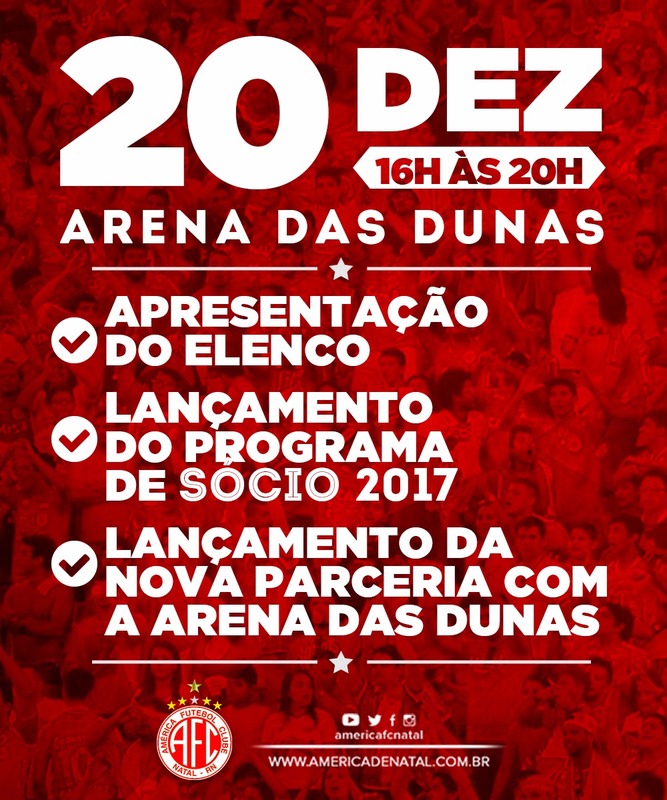 20 DEZ
16H ÀS 20H
ARENA DAS DUNAS
APRESENTAÇÃO
DO ELENCO
LANÇAMENTO
DO PROGRAMA
DE SÓCIO 2017
LANÇAMENTO DA
NOVA PARCERIA COM
A ARENA DAS DUNAS
AMÉRICA FUTEBOL CLUBE
AFC
NATAL - RN
americafcnatal
WWW.AMERICADENATAL.COM.BR